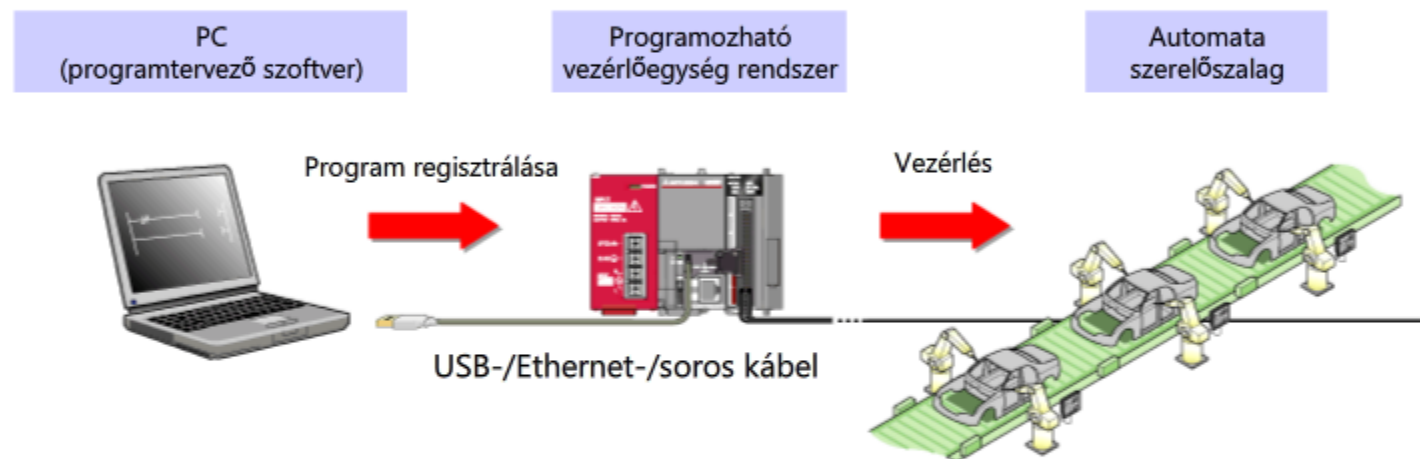 PC
(programtervező szoftver)
Programozható
vezérlőegység rendszer
Automata
szerelőszalag
Program regisztrálása
Vezérlés
USB-/Ethernet-/soros kábel